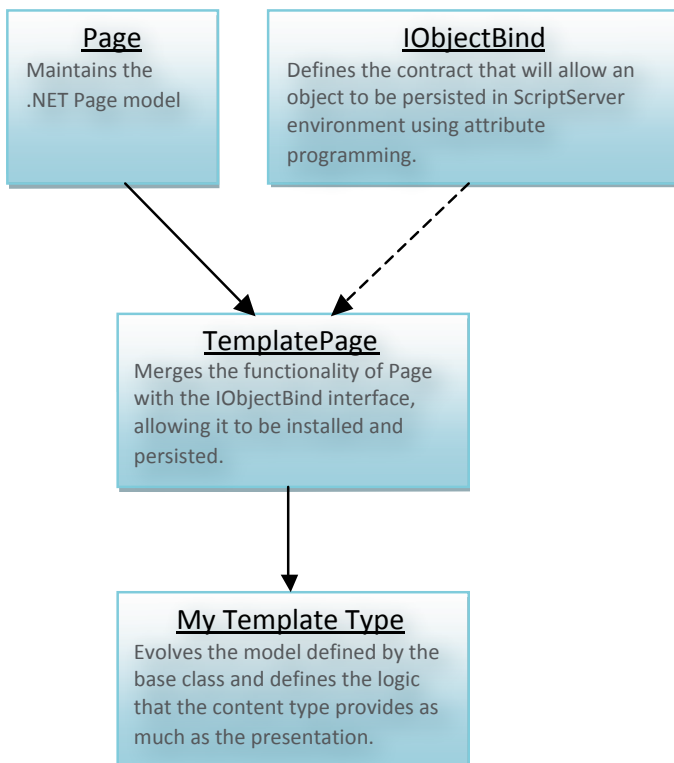 Page
Maintains the
.NET Page model
IObjectBind
Defines the contract that will allow an
object to be persisted in ScriptServer
environment using attribute
programming.
TemplatePage
Merges the functionality of Page
with the IObjectBind interface,
allowing it to be installed and
persisted.
My Template Type
Evolves the model defined by the
base class and defines the logic
that the content type provides as
much as the presentation.